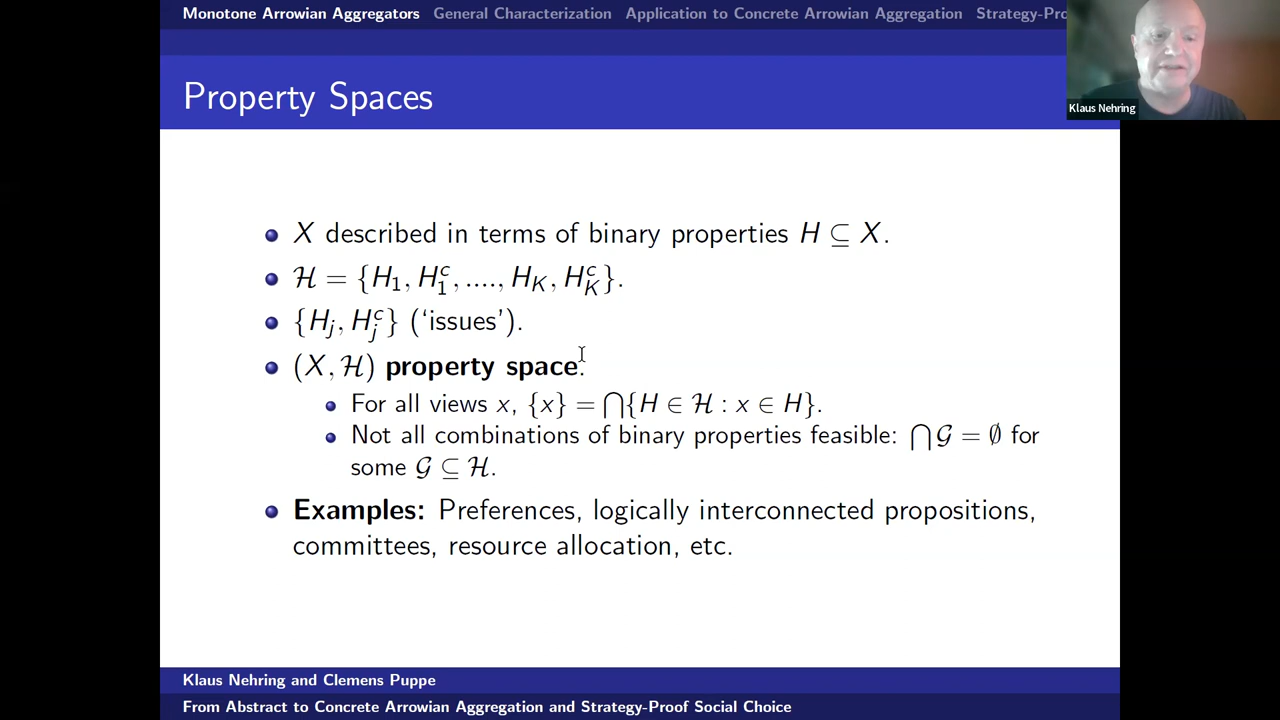 Monotone Arrowian Aggregators General Characterization Application to Concrete Arrowian Aggregation Strategy-Pro
Klaus Nehring
Property Spaces
X described in terms of binary properties H ⊆ X.
ℋ = {H₁, H₁ᶜ, ...., H_K, H_Kᶜ}.
{H_j, H_jᶜ} (‘issues’).
(X, ℋ) property space.
For all views x, {x} = ⋂{H ∈ ℋ : x ∈ H}.
Not all combinations of binary properties feasible: ⋂𝒢 = ∅ for
some 𝒢 ⊆ ℋ.
Examples: Preferences, logically interconnected propositions,
committees, resource allocation, etc.
Klaus Nehring and Clemens Puppe
From Abstract to Concrete Arrowian Aggregation and Strategy-Proof Social Choice